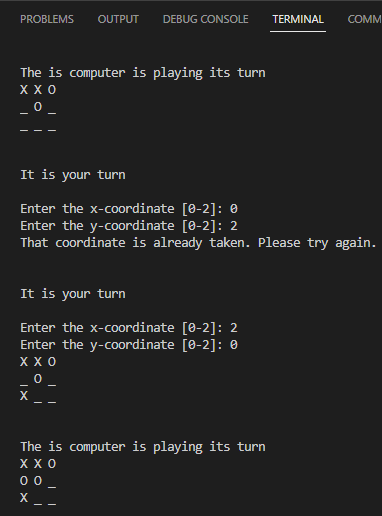 PROBLEMS OUTPUT DEBUG CONSOLE TERMINAL COMM
The is computer is playing its turn
X X O
_ O _
_ _ _
It is your turn
Enter the x-coordinate [0-2]: 0
Enter the y-coordinate [0-2]: 2
That coordinate is already taken. Please try again.
It is your turn
Enter the x-coordinate [0-2]: 2
Enter the y-coordinate [0-2]: 0
X X O
_ O _
X _ _
The is computer is playing its turn
X X O
O O _
X _ _